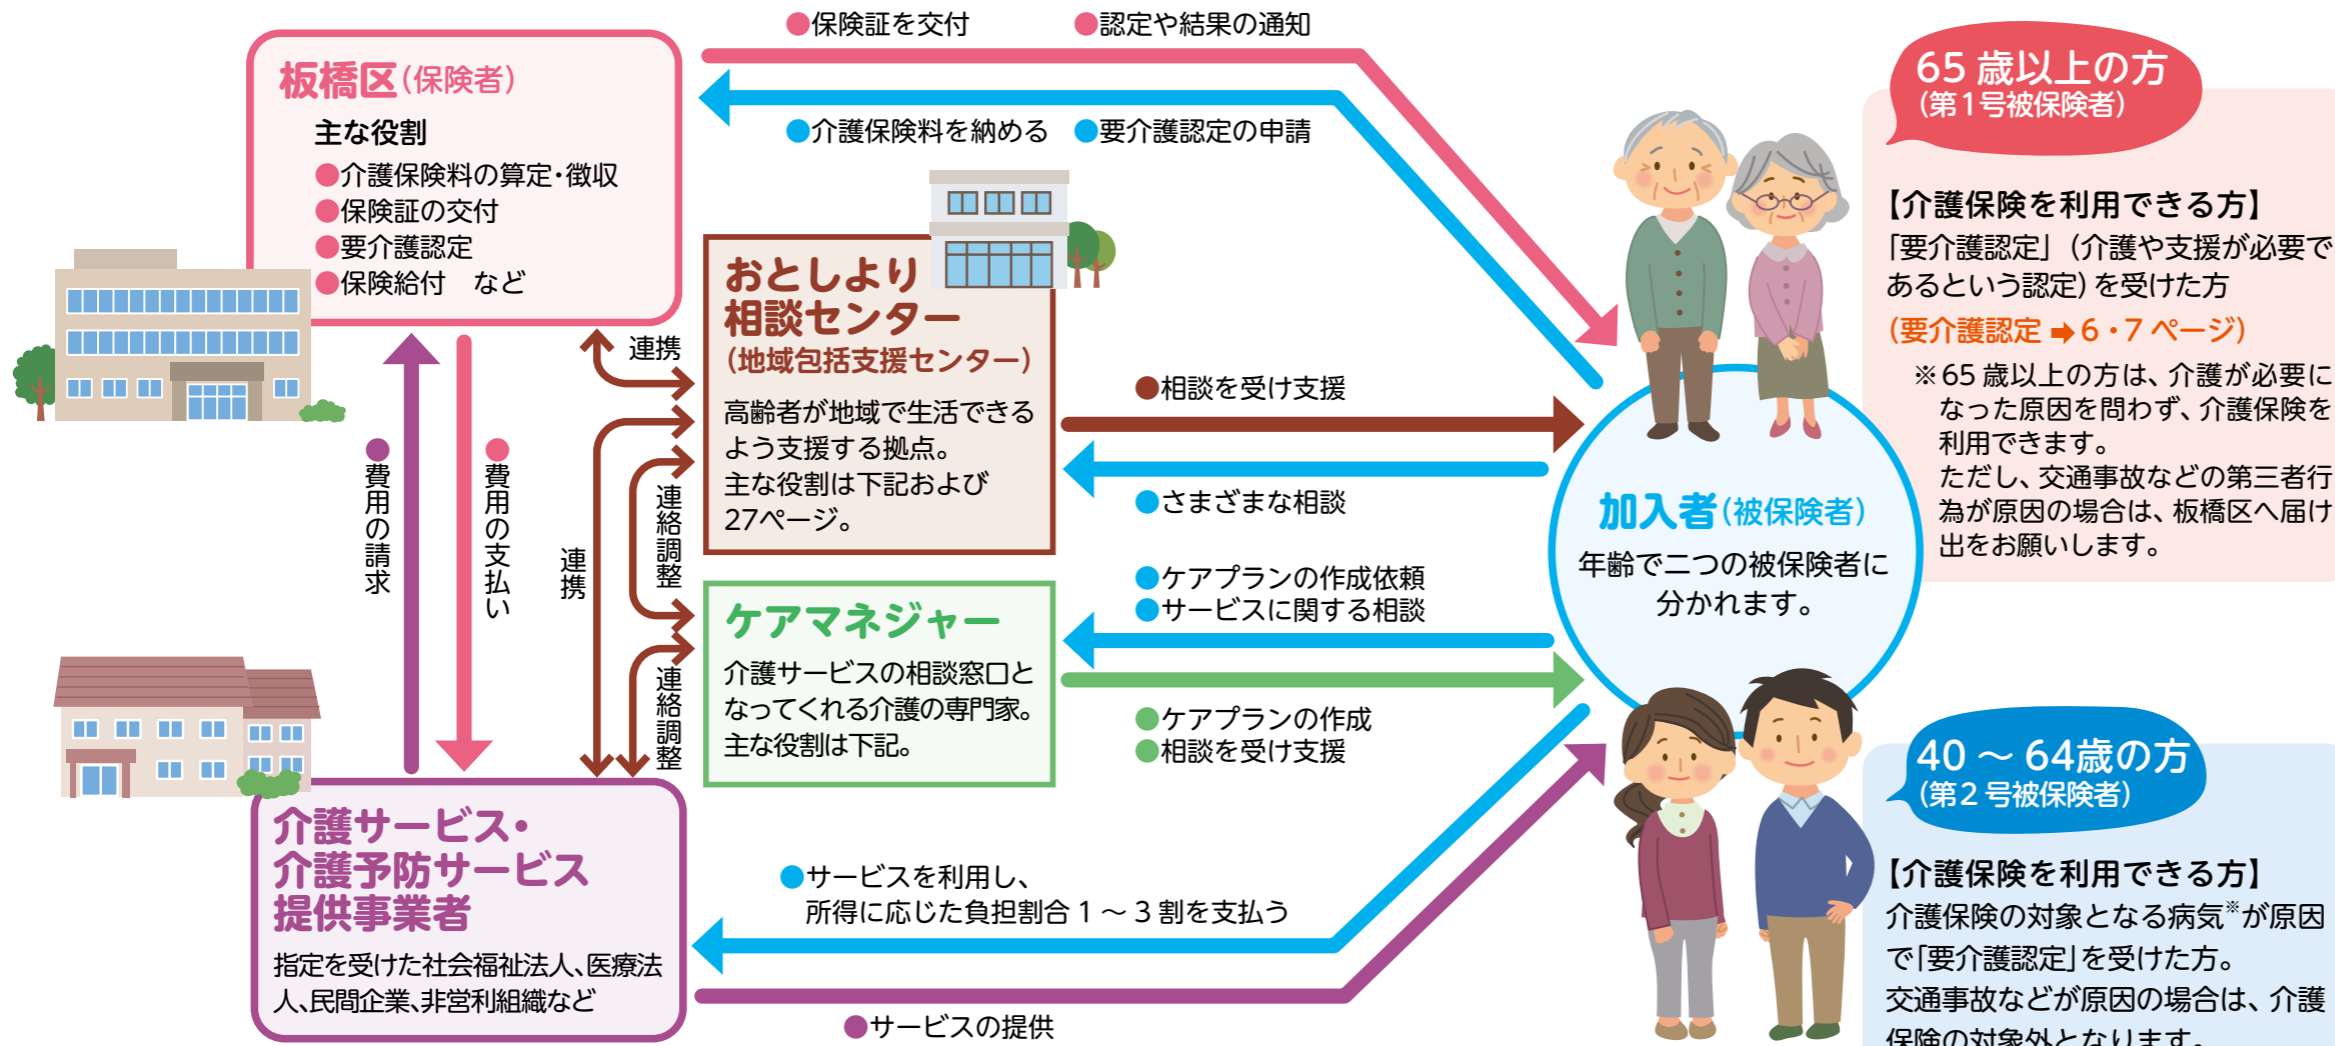 ●保険証を交付 ●認定や結果の通知
板橋区(保険者)
主な役割
●介護保険料の算定・徴収
●保険証の交付
●要介護認定
●保険給付　など
●介護保険料を納める ●要介護認定の申請
おとしより
相談センター
(地域包括支援センター)
高齢者が地域で生活できる
よう支援する拠点。
主な役割は下記および
27ページ。
連携
連携
連絡調整
連絡調整
●費用の請求
●費用の支払い
●相談を受け支援
●さまざまな相談
ケアマネジャー
介護サービスの相談窓口と
なってくれる介護の専門家。
主な役割は下記。
●ケアプランの作成依頼
●サービスに関する相談
●ケアプランの作成
●相談を受け支援
介護サービス・
介護予防サービス
提供事業者
指定を受けた社会福祉法人、医療法
人、民間企業、非営利組織など
●サービスを利用し、
所得に応じた負担割合1～3割を支払う
●サービスの提供
加入者(被保険者)
年齢で二つの被保険者に
分かれます。
65歳以上の方
(第1号被保険者)
【介護保険を利用できる方】
「要介護認定」(介護や支援が必要で
あるという認定)を受けた方
(要介護認定➡6・7ページ)
※65歳以上の方は、介護が必要に
なった原因を問わず、介護保険を
利用できます。
ただし、交通事故などの第三者行
為が原因の場合は、板橋区へ届け
出をお願いします。
40～64歳の方
(第2号被保険者)
【介護保険を利用できる方】
介護保険の対象となる病気※が原因
で「要介護認定」を受けた方。
交通事故などが原因の場合は、介護
保険の対象外となります。